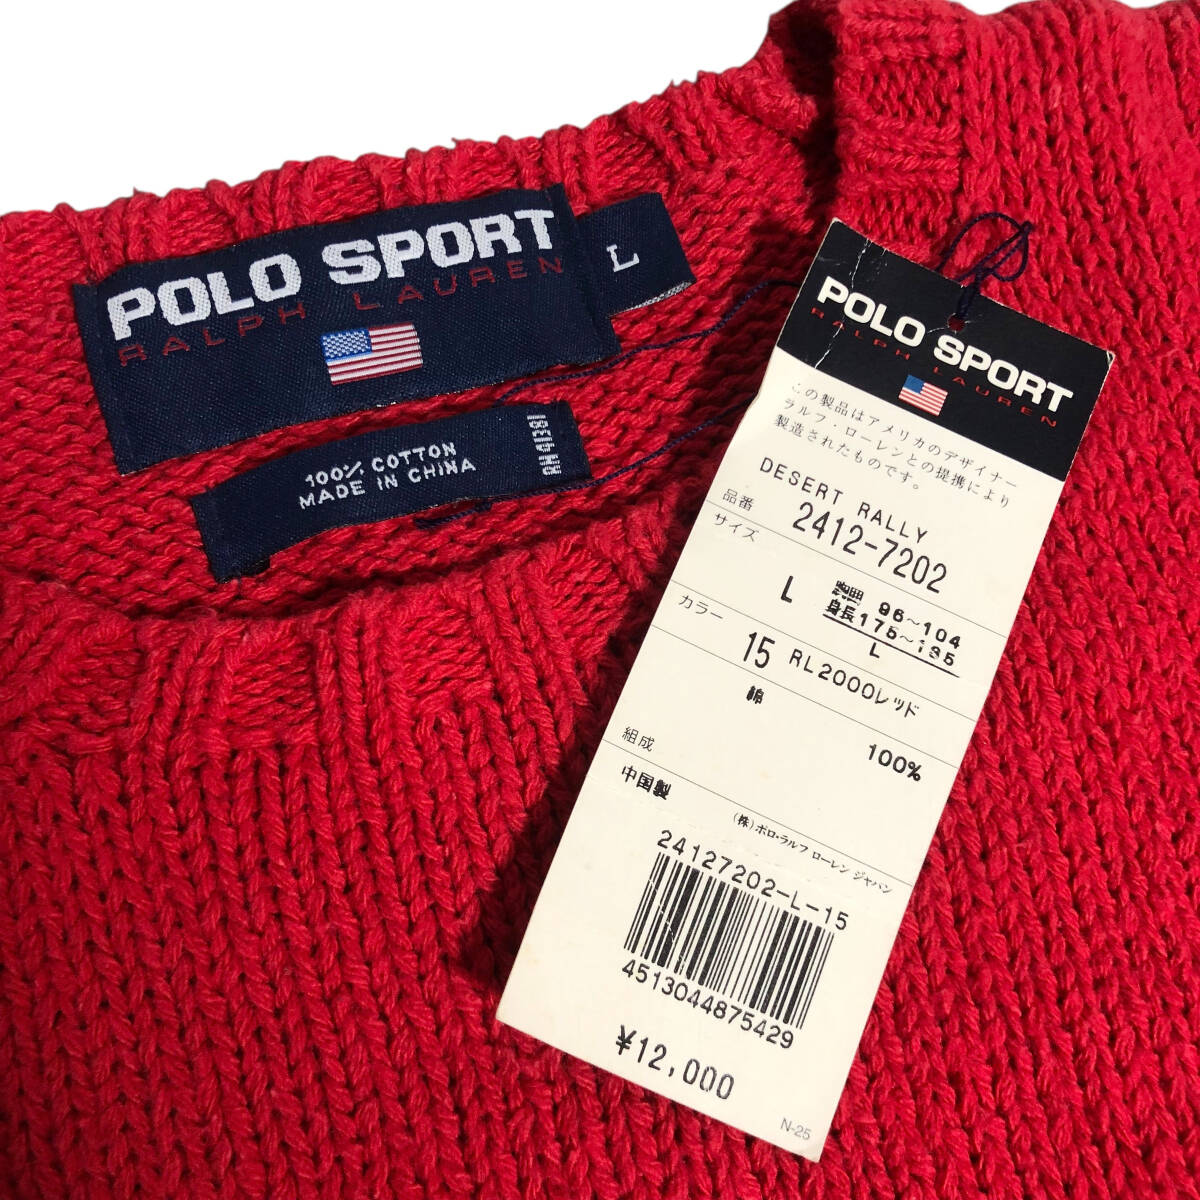 POLO SPORT
RALPH LAUREN
L
100% COTTON
MADE IN CHINA
RN41381
POLO SPORT
RALPH LAUREN
この製品はアメリカのデザイナー
ラルフ・ローレンとの提携により
製造されたものです。
DESERT RALLY
品番 2412-7202
サイズ
L 胸囲 96~104
身長175~185
L
カラー
15 RL2000レッド
綿
組成 100%
中国製
(株)ポロ・ラルフ ローレン ジャパン
24127202-L-15
4513044875429
¥12,000
N-25